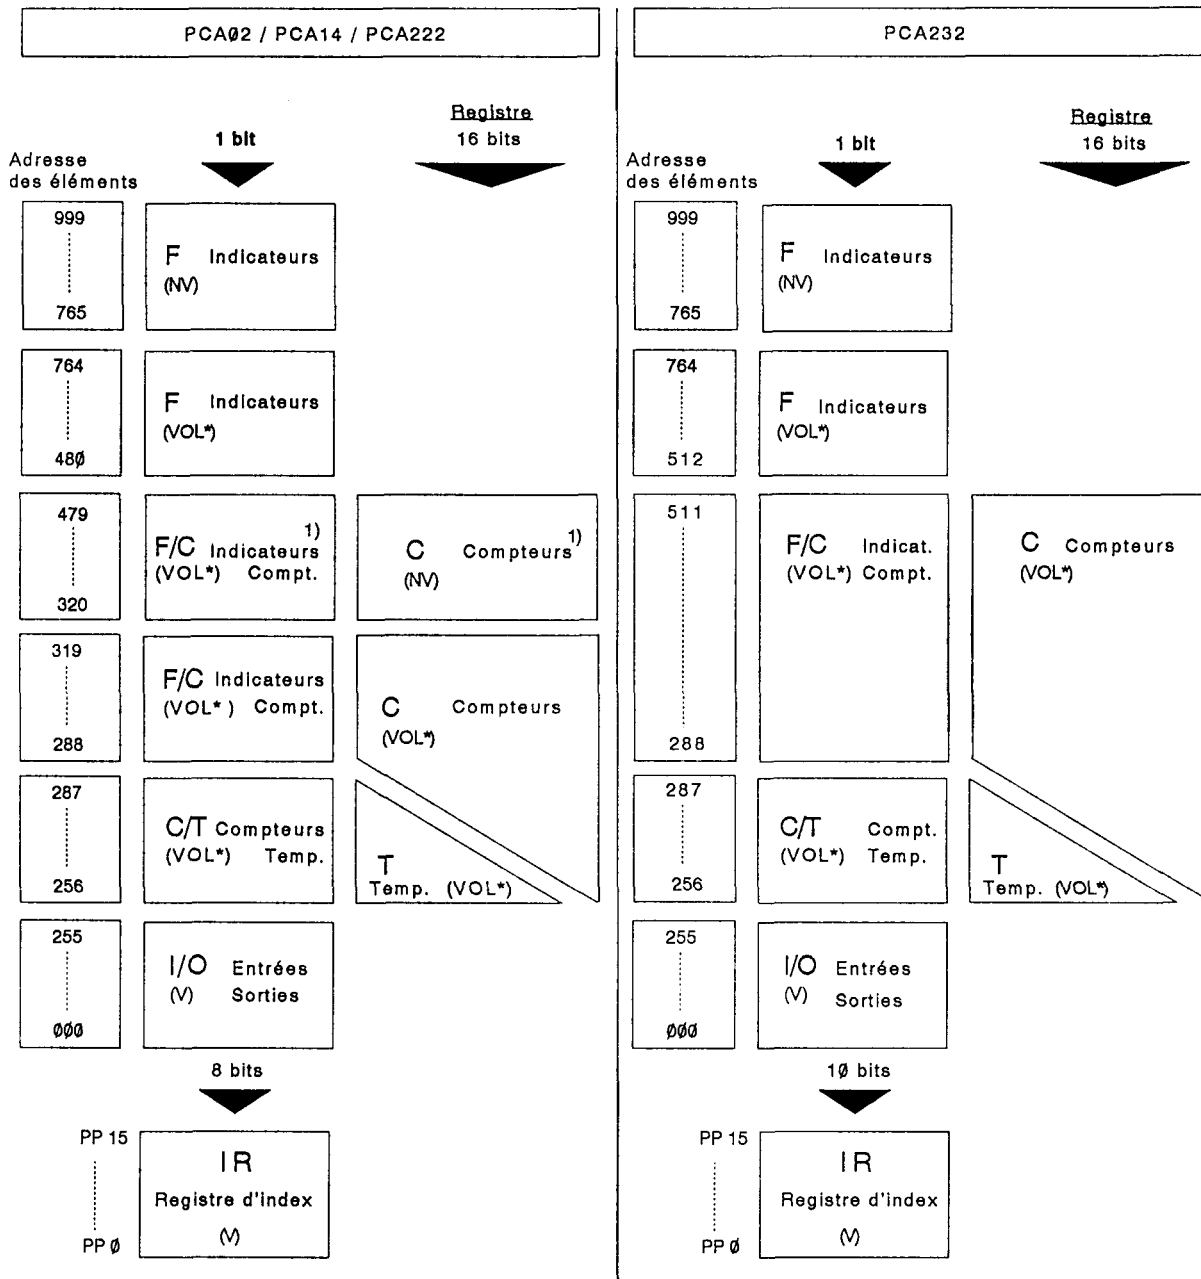 PCAØ2 / PCA14 / PCA222
Registre
1 bit
16 bits
Adresse
des éléments
999
765
F Indicateurs
(NV)
764
48Ø
F Indicateurs
(VOL*)
479
320
1)
F/C Indicateurs
(VOL*) Compt.
C Compteurs 1)
(NV)
319
288
F/C Indicateurs
(VOL* ) Compt.
C Compteurs
(VOL*)
287
256
C/T Compteurs
(VOL*) Temp.
T
Temp. (VOL*)
255
ØØØ
I/O Entrées
(V) Sorties
8 bits
PP 15
PP Ø
IR
Registre d'index
(V)
PCA232
Registre
1 bit
16 bits
Adresse
des éléments
999
765
F Indicateurs
(NV)
764
512
F Indicateurs
(VOL*)
511
288
F/C Indicat.
(VOL*) Compt.
C Compteurs
(VOL*)
287
256
C/T Compt.
(VOL*) Temp.
T
Temp. (VOL*)
255
ØØØ
I/O Entrées
(V) Sorties
1Ø bits
PP 15
PP Ø
IR
Registre d'index
(V)